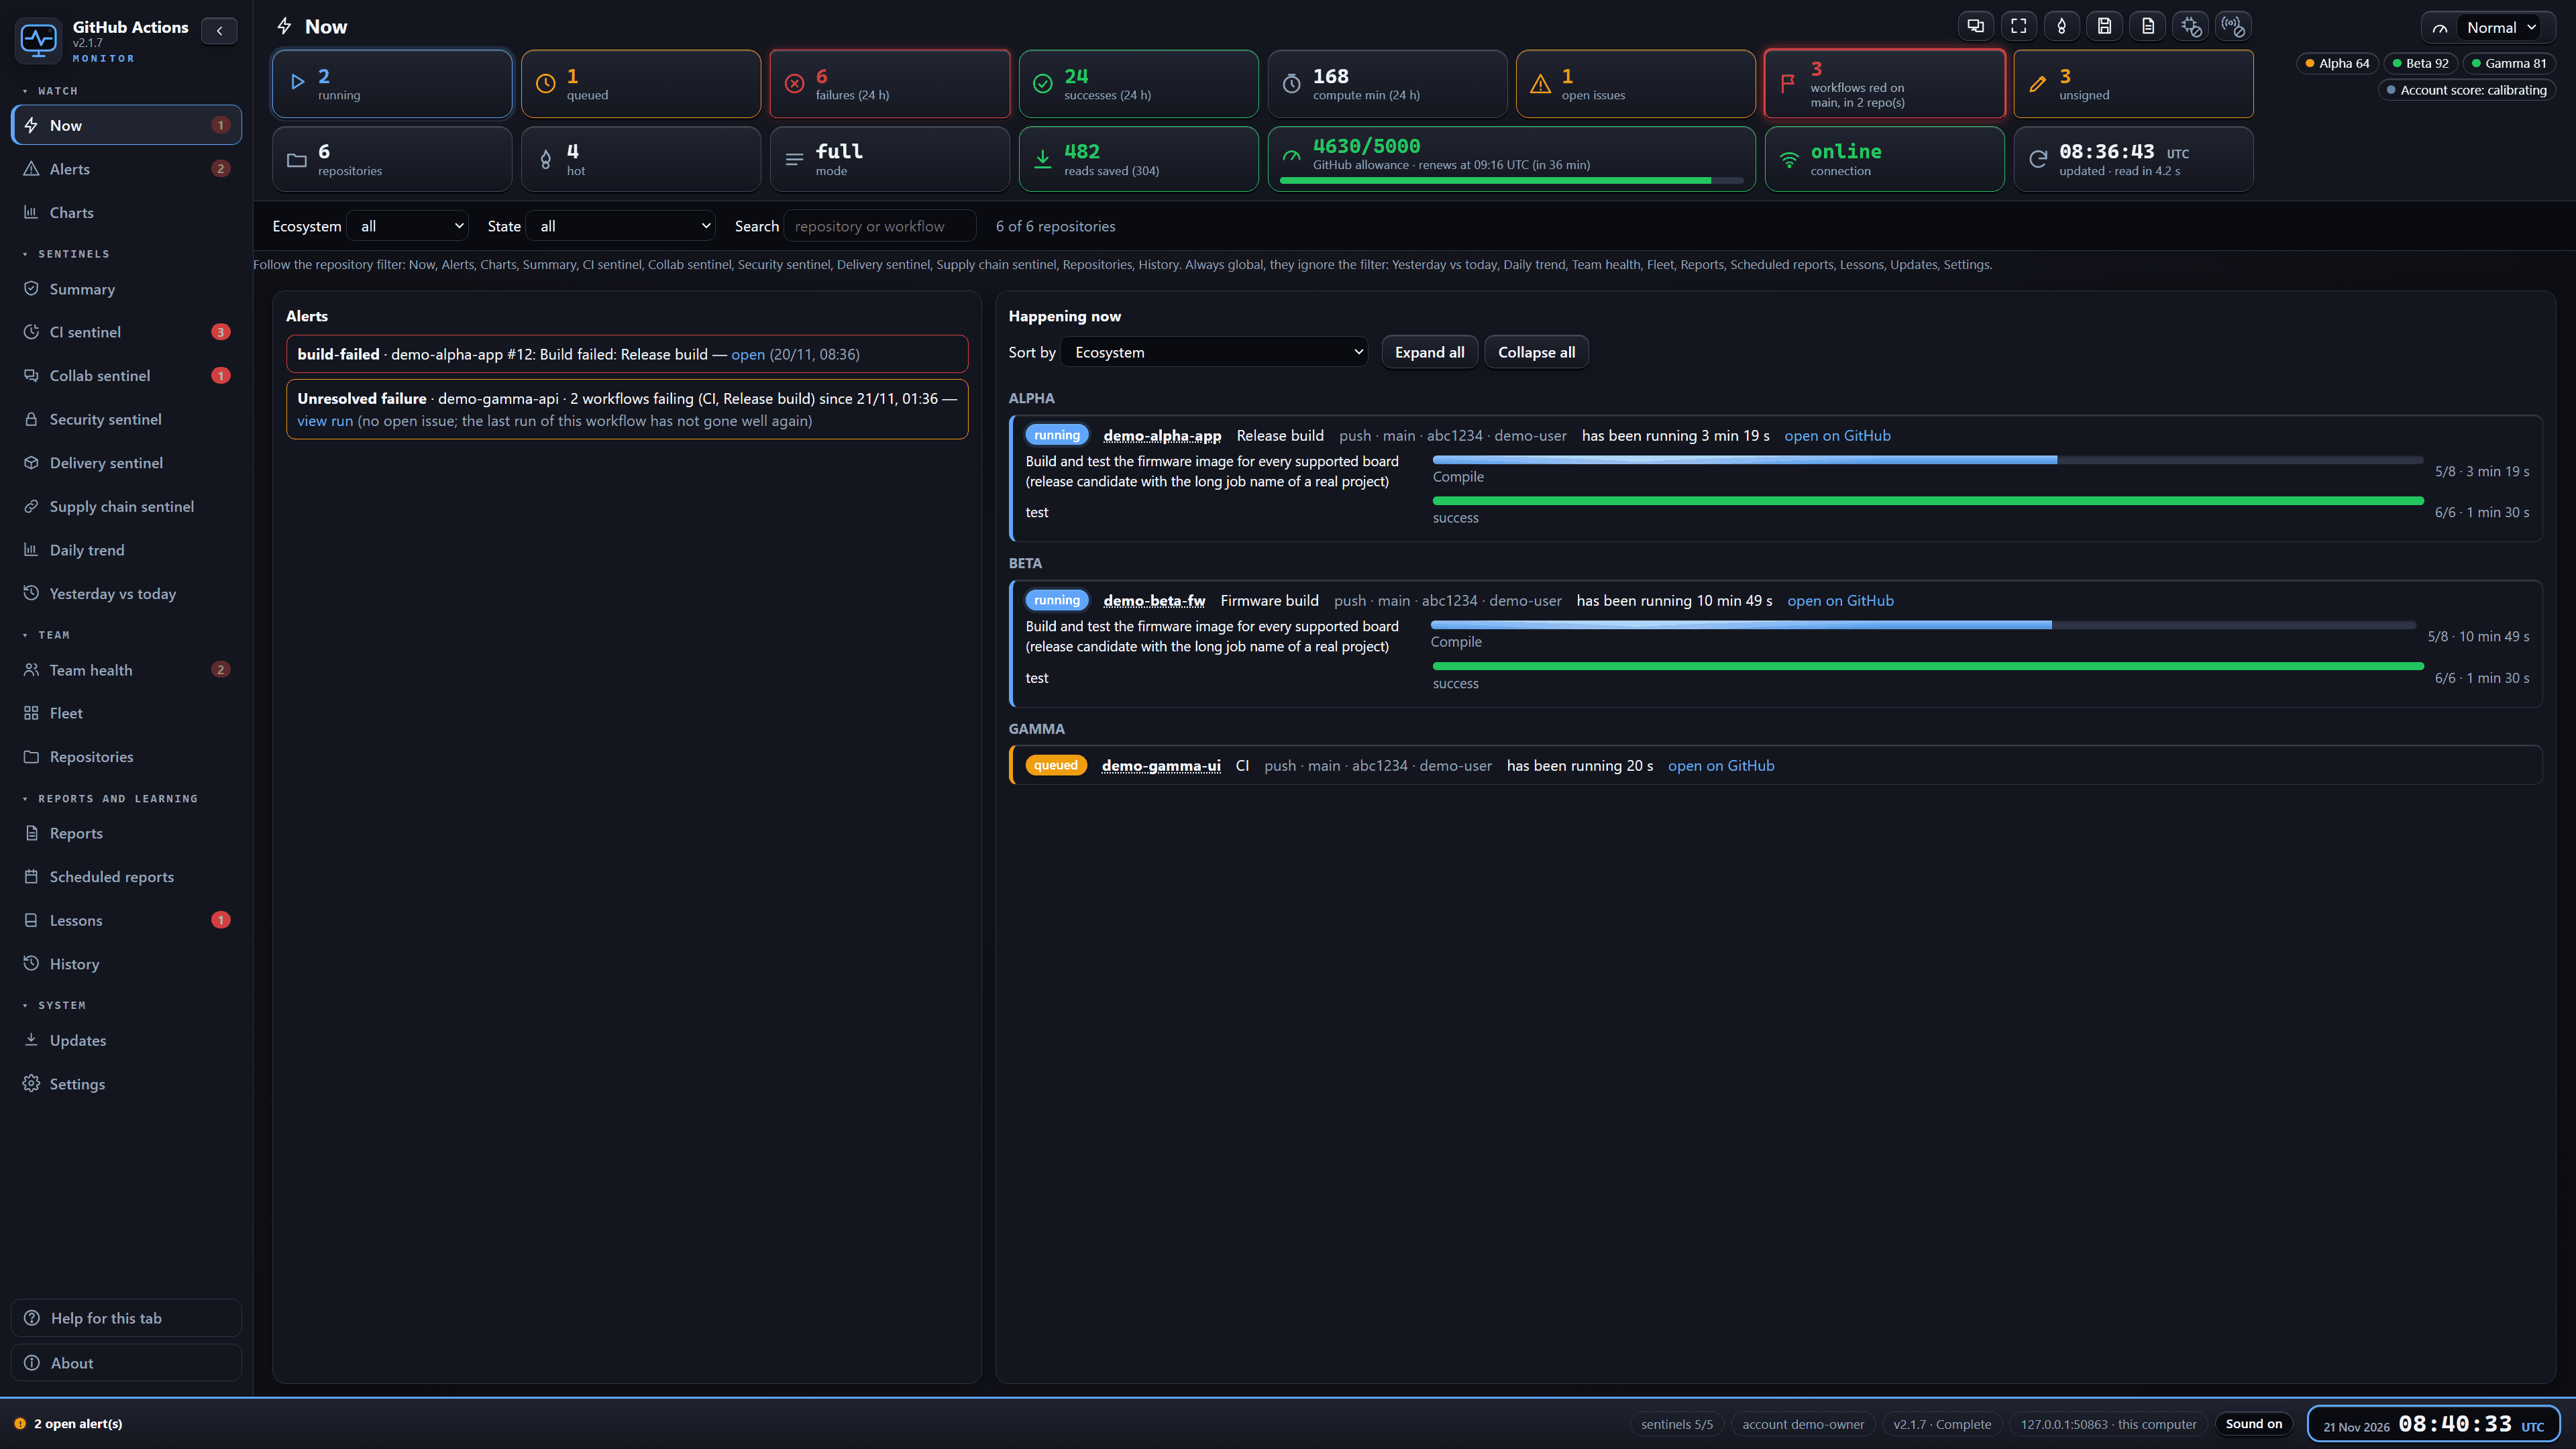 GitHub Actions
v2.1.7
MONITOR
WATCH
Now 1
Alerts 2
Charts
SENTINELS
Summary
CI sentinel 3
Collab sentinel 1
Security sentinel
Delivery sentinel
Supply chain sentinel
Daily trend
Yesterday vs today
TEAM
Team health 2
Fleet
Repositories
REPORTS AND LEARNING
Reports
Scheduled reports
Lessons 1
History
SYSTEM
Updates
Settings
Help for this tab
About
Now
Normal
2
running
1
queued
6
failures (24 h)
24
successes (24 h)
168
compute min (24 h)
1
open issues
3
workflows red on
main, in 2 repo(s)
3
unsigned
Alpha 64 Beta 92 Gamma 81
Account score: calibrating
6
repositories
4
hot
full
mode
482
reads saved (304)
4630/5000
GitHub allowance · renews at 09:16 UTC (in 36 min)
online
connection
08:36:43 UTC
updated · read in 4.2 s
Ecosystem all State all Search repository or workflow 6 of 6 repositories
Follow the repository filter: Now, Alerts, Charts, Summary, CI sentinel, Collab sentinel, Security sentinel, Delivery sentinel, Supply chain sentinel, Repositories, History. Always global, they ignore the filter: Yesterday vs today, Daily trend, Team health, Fleet, Reports, Scheduled reports, Lessons, Updates, Settings.
Alerts
build-failed · demo-alpha-app #12: Build failed: Release build — open (20/11, 08:36)
Unresolved failure · demo-gamma-api · 2 workflows failing (CI, Release build) since 21/11, 01:36 —
view run (no open issue; the last run of this workflow has not gone well again)
Happening now
Sort by Ecosystem Expand all Collapse all
ALPHA
running demo-alpha-app Release build push · main · abc1234 · demo-user has been running 3 min 19 s open on GitHub
Build and test the firmware image for every supported board
(release candidate with the long job name of a real project)
Compile
5/8 · 3 min 19 s
test
success
6/6 · 1 min 30 s
BETA
running demo-beta-fw Firmware build push · main · abc1234 · demo-user has been running 10 min 49 s open on GitHub
Build and test the firmware image for every supported board
(release candidate with the long job name of a real project)
Compile
5/8 · 10 min 49 s
test
success
6/6 · 1 min 30 s
GAMMA
queued demo-gamma-ui CI push · main · abc1234 · demo-user has been running 20 s open on GitHub
2 open alert(s)
sentinels 5/5
account demo-owner
v2.1.7 · Complete
127.0.0.1:50863 · this computer
Sound on
21 Nov 2026 08:40:33 UTC